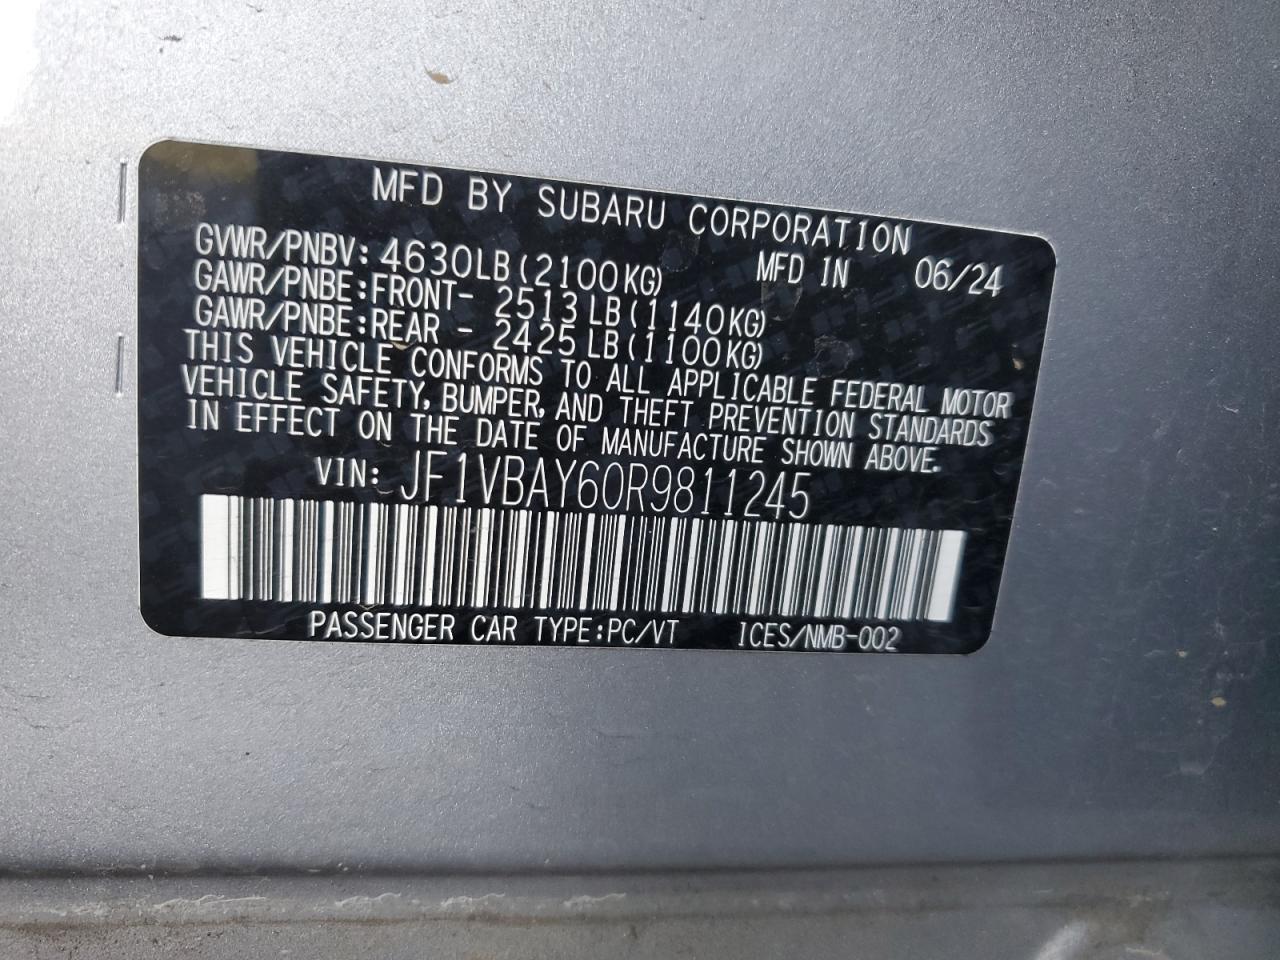 MFD BY SUBARU CORPORATION
GVWR/PNBV: 4630LB (2100KG) MFD IN 06/24
GAWR/PNBE:FRONT- 2513LB (1140KG)
GAWR/PNBE:REAR - 2425LB (1100KG)
THIS VEHICLE CONFORMS TO ALL APPLICABLE FEDERAL MOTOR
VEHICLE SAFETY, BUMPER, AND THEFT PREVENTION STANDARDS
IN EFFECT ON THE DATE OF MANUFACTURE SHOWN ABOVE.
VIN: JF1VBAY60R9811245
PASSENGER CAR TYPE:PC/VT ICES/NMB-002